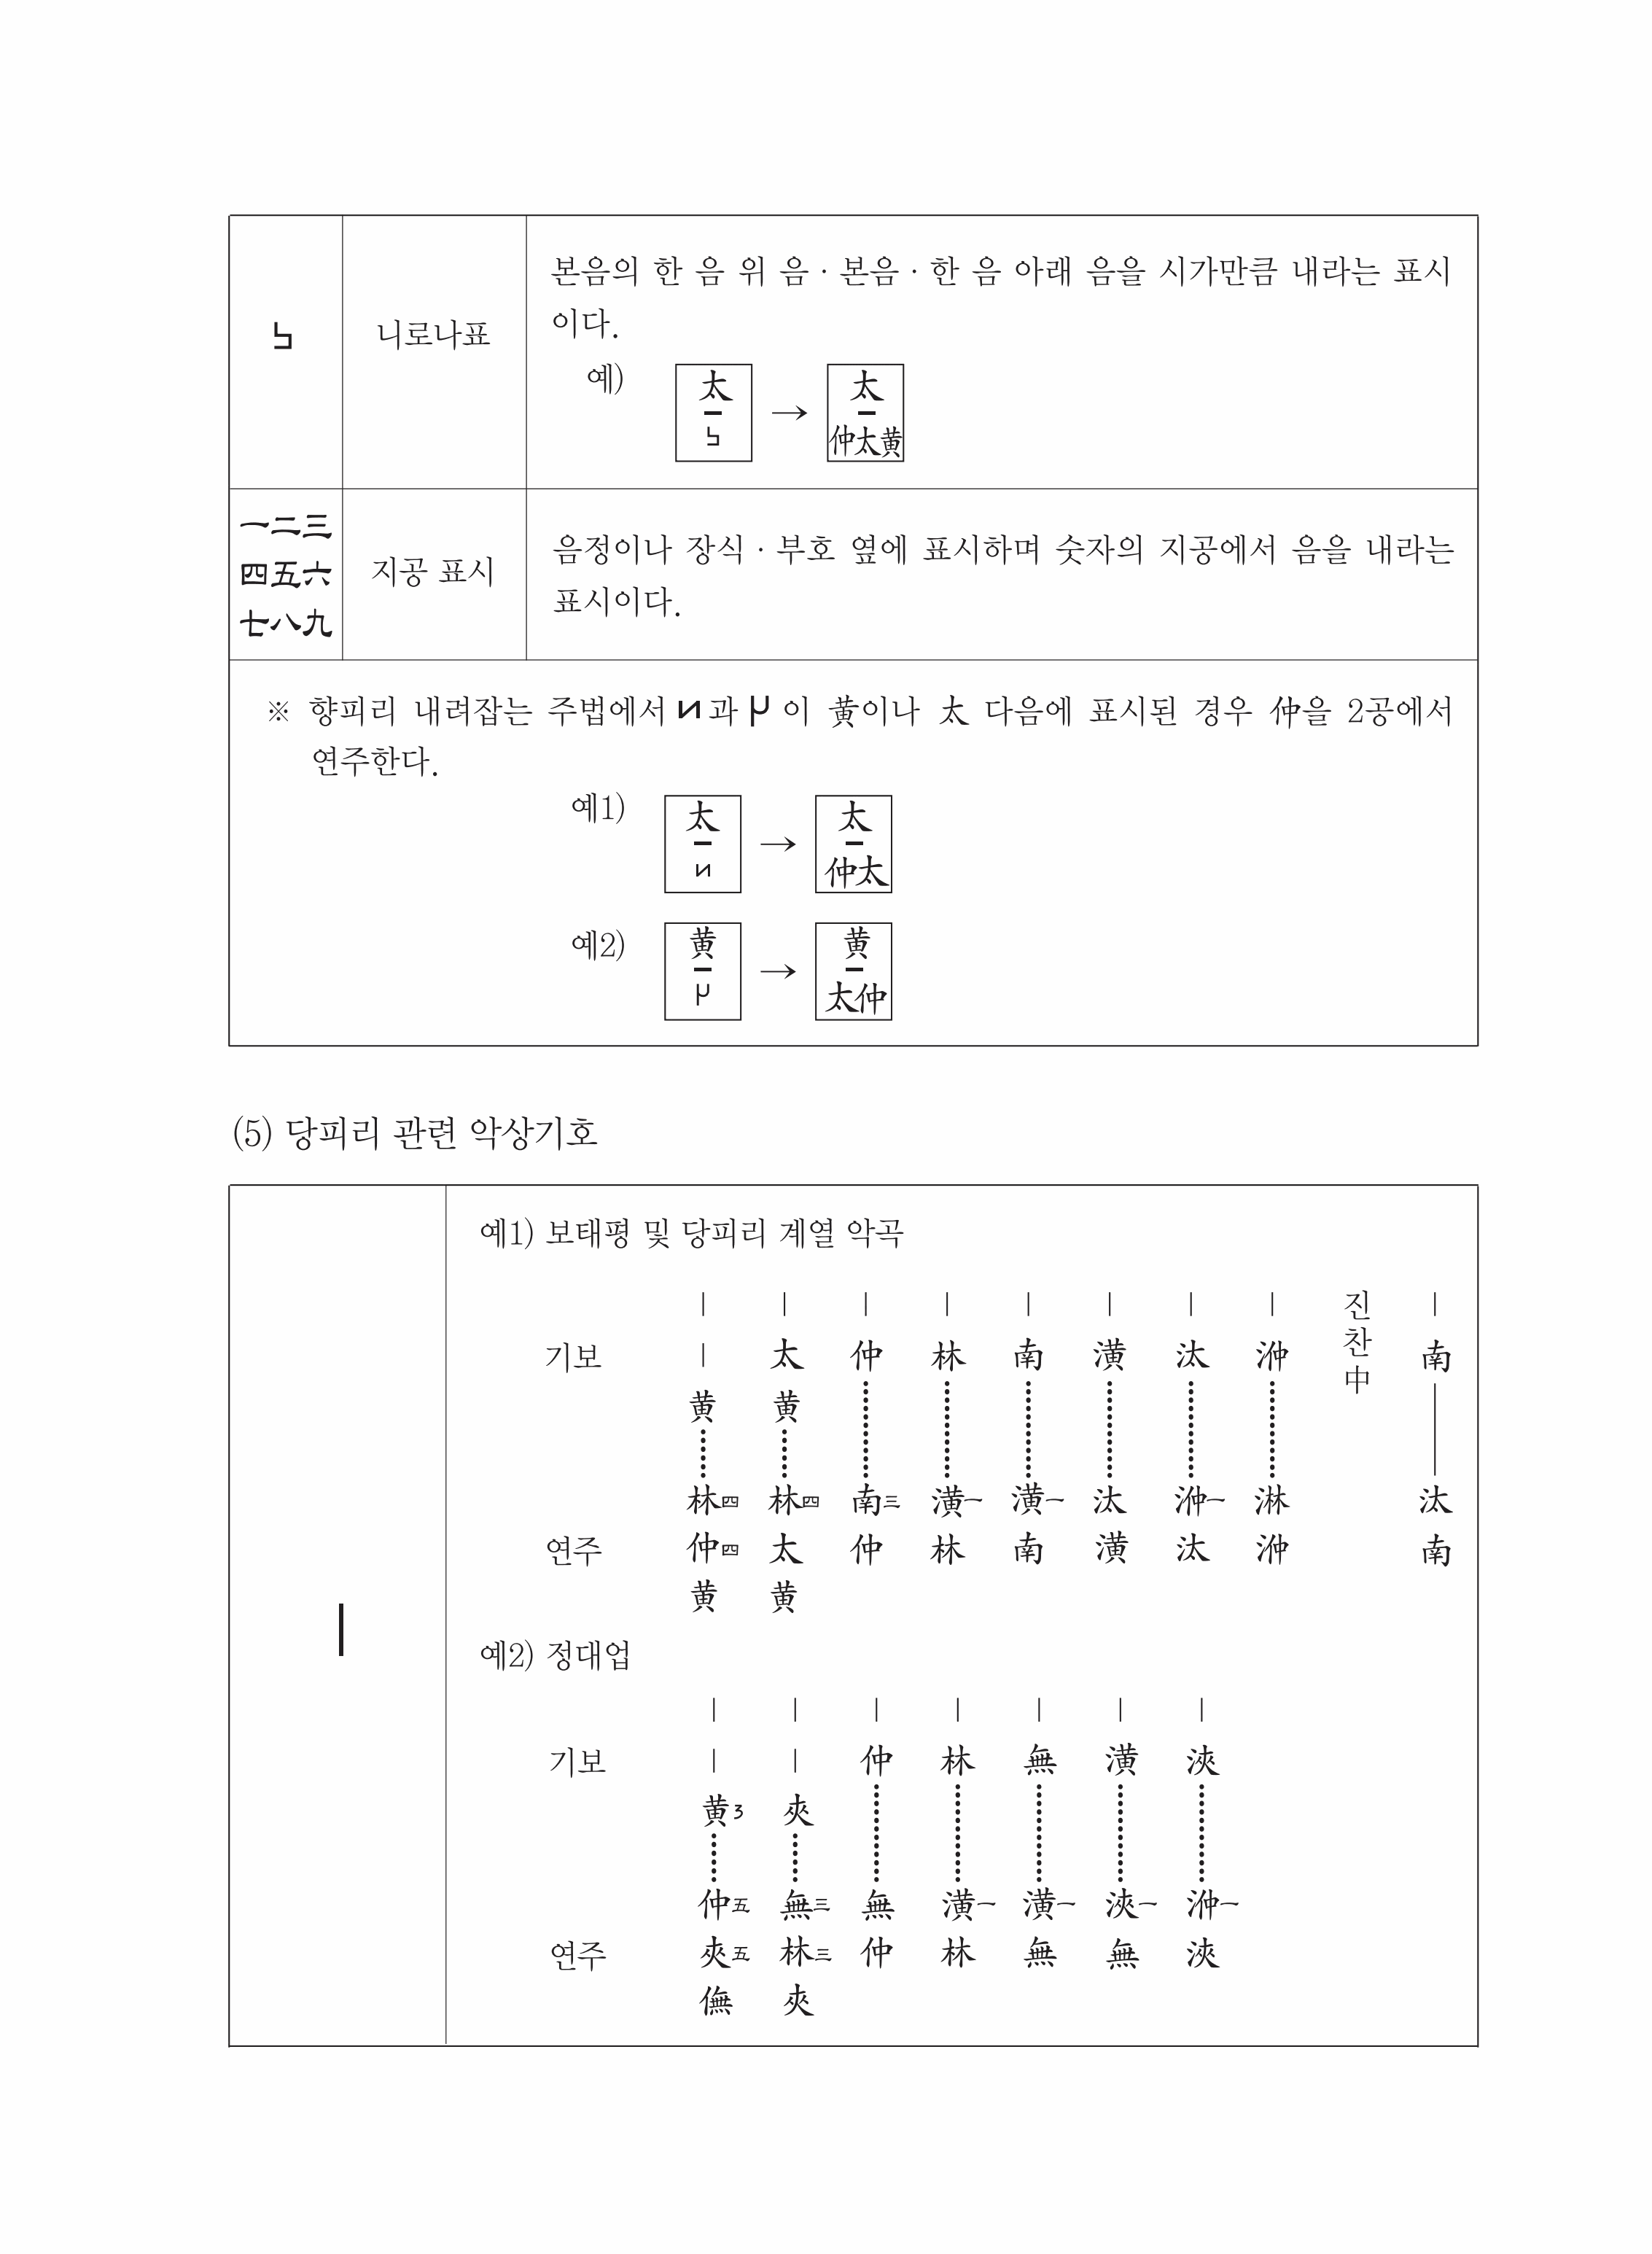 본음의 한 음 위 음 · 본음 · 한 음 아래 음을 시가만큼 내라는 표시
이다.
니로나표
예)
太 → 太
仲太黃
一二三
四五六
七八九
지공 표시
음정이나 장식 · 부호 옆에 표시하며 숫자의 지공에서 음을 내라는
표시이다.
※ 향피리 내려잡는 주법에서 과 이 黃이나 太 다음에 표시된 경우 仲을 2공에서
연주한다.
예1)
太 → 太
仲太
예2)
黃 → 黃
太仲
(5) 당피리 관련 악상기호
예1) 보태평 및 당피리 계열 악곡
| | | | | | | | 진찬中 |
기보 | 太 仲 林 南 潢 汰 㳞 南
黃 黃
林四 林四 南三 潢一 潢一 汰 㳞一 淋 汰
연주 仲四 太 仲 林 南 潢 汰 㳞 南
黃 黃
예2) 정대업
| | | | | | |
기보 | | 仲 林 無 潢 浹
黃 夾
仲五 無三 無 潢一 潢一 浹一 㳞一
연주 夾五 林三 仲 林 無 無 浹
僞 夾
|